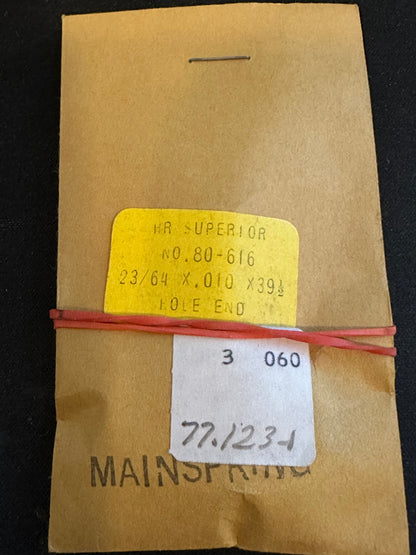 HR SUPERIOR
NO.80-616
23/64 X .010 X39½
HOLE END
3 060
77.123-1
MAINSPRING